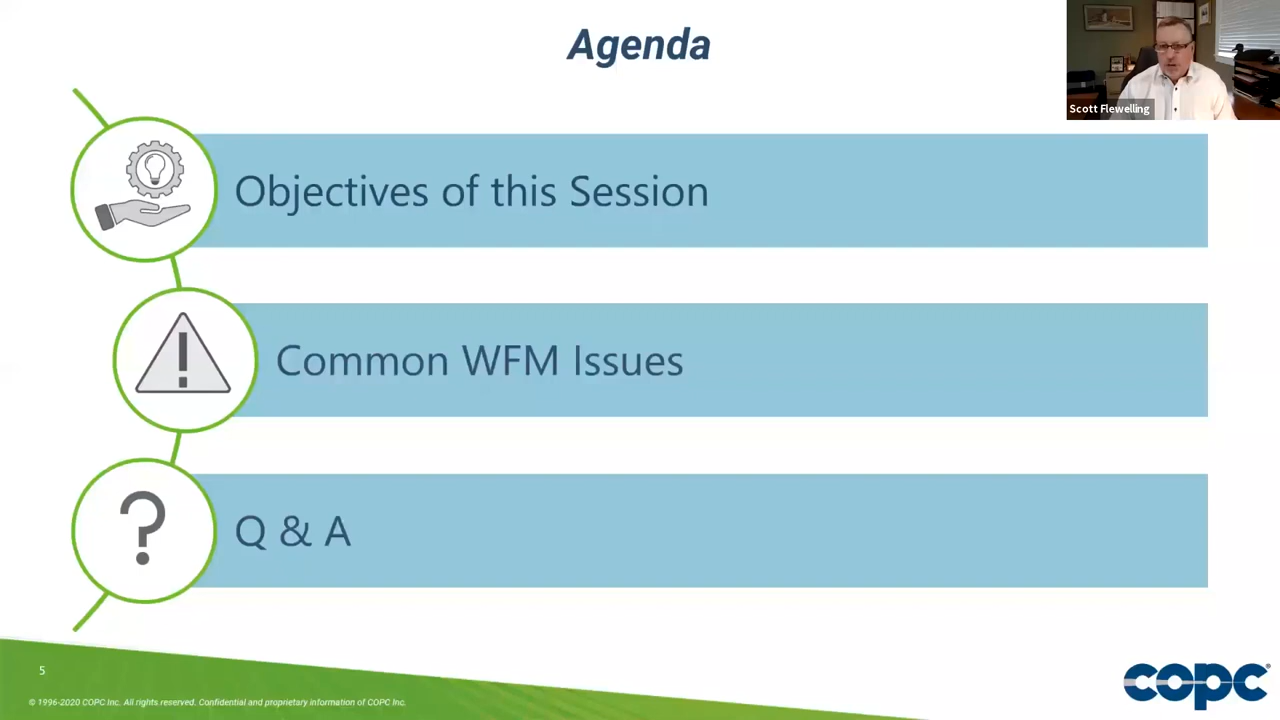 Agenda
Scott Flewelling
Objectives of this Session
Common WFM Issues
Q & A
5
© 1996-2020 COPC Inc. All rights reserved. Confidential and proprietary information of COPC Inc.
copc®